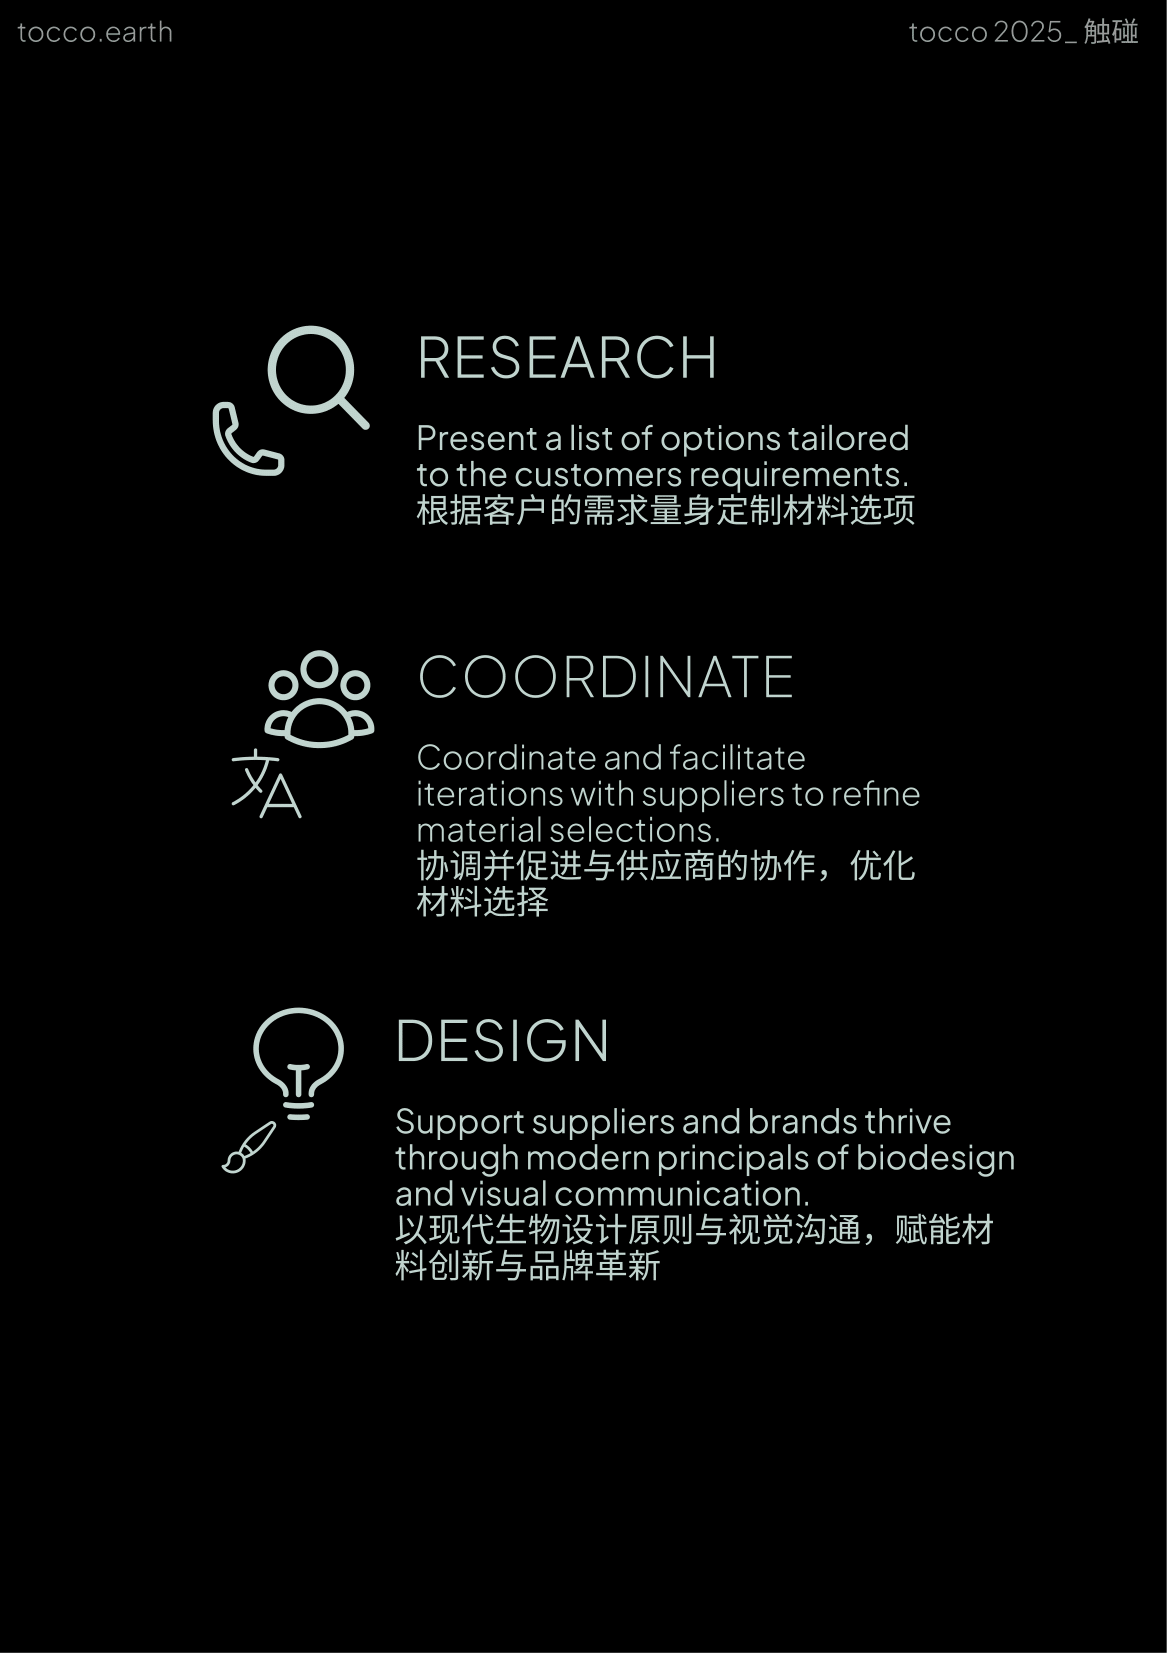 tocco.earth
tocco 2025_ 触碰
RESEARCH
Present a list of options tailored
to the customers requirements.
根据客户的需求量身定制材料选项
COORDINATE
Coordinate and facilitate
iterations with suppliers to refine
material selections.
协调并促进与供应商的协作，优化
材料选择
DESIGN
Support suppliers and brands thrive
through modern principals of biodesign
and visual communication.
以现代生物设计原则与视觉沟通，赋能材
料创新与品牌革新